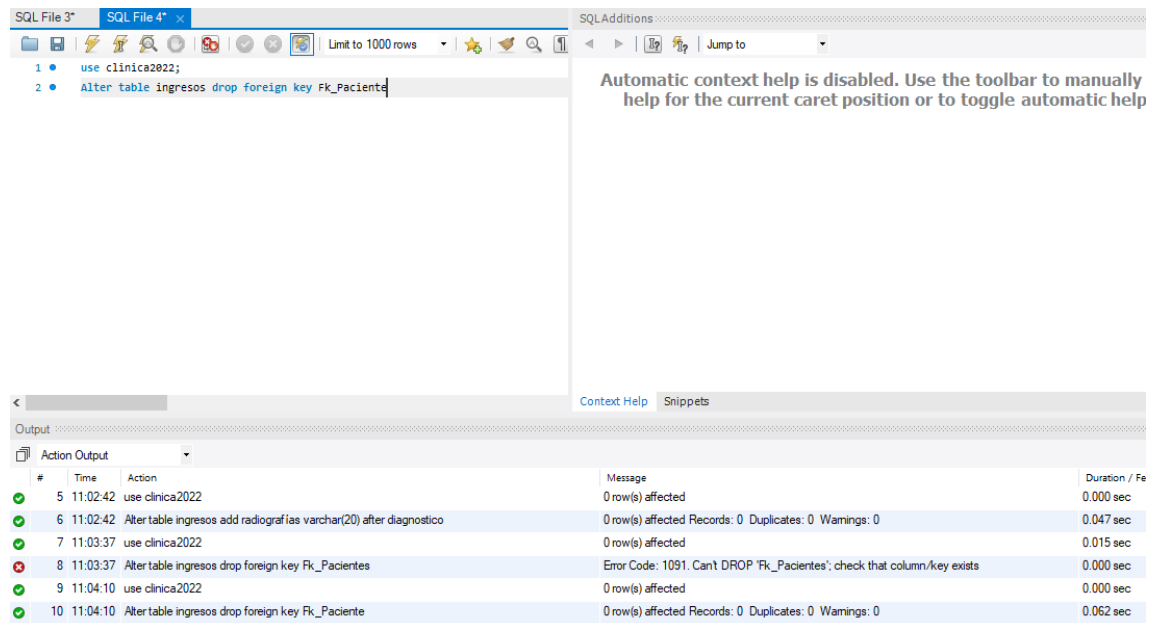 SQL File 3*
SQL File 4*
SQLAdditions
Limit to 1000 rows
Jump to
1
use clinica2022;
2
Alter table ingresos drop foreign key Fk_Paciente
Automatic context help is disabled. Use the toolbar to manually
help for the current caret position or to toggle automatic help
Context Help
Snippets
Output
Action Output
# Time Action Message Duration / Fe
5 11:02:42 use clinica2022 0 row(s) affected 0.000 sec
6 11:02:42 Alter table ingresos add radiografías varchar(20) after diagnostico 0 row(s) affected Records: 0 Duplicates: 0 Warnings: 0 0.047 sec
7 11:03:37 use clinica2022 0 row(s) affected 0.015 sec
8 11:03:37 Alter table ingresos drop foreign key Fk_Pacientes Error Code: 1091. Can't DROP 'Fk_Pacientes'; check that column/key exists 0.000 sec
9 11:04:10 use clinica2022 0 row(s) affected 0.000 sec
10 11:04:10 Alter table ingresos drop foreign key Fk_Paciente 0 row(s) affected Records: 0 Duplicates: 0 Warnings: 0 0.062 sec